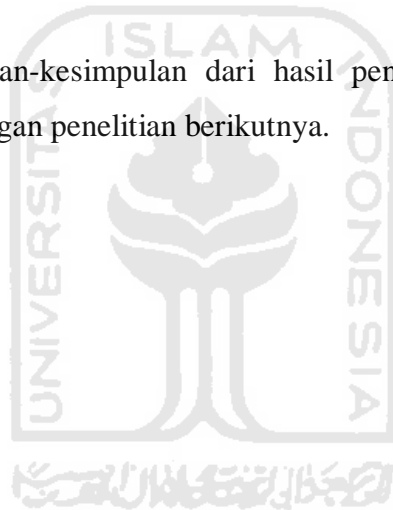 ISLAM
an-kesimpulan dari hasil pen
gan penelitian berikutnya.
UNIVERSITAS
INDONESIA